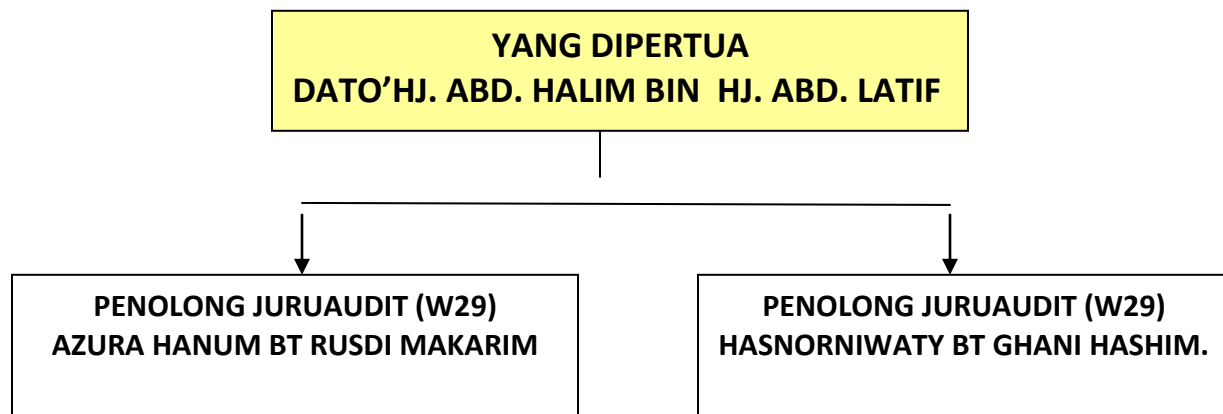 YANG DIPERTUA
DATO’HJ. ABD. HALIM BIN HJ. ABD. LATIF
PENOLONG JURUAUDIT (W29)
AZURA HANUM BT RUSDI MAKARIM
PENOLONG JURUAUDIT (W29)
HASNORNIWATY BT GHANI HASHIM.